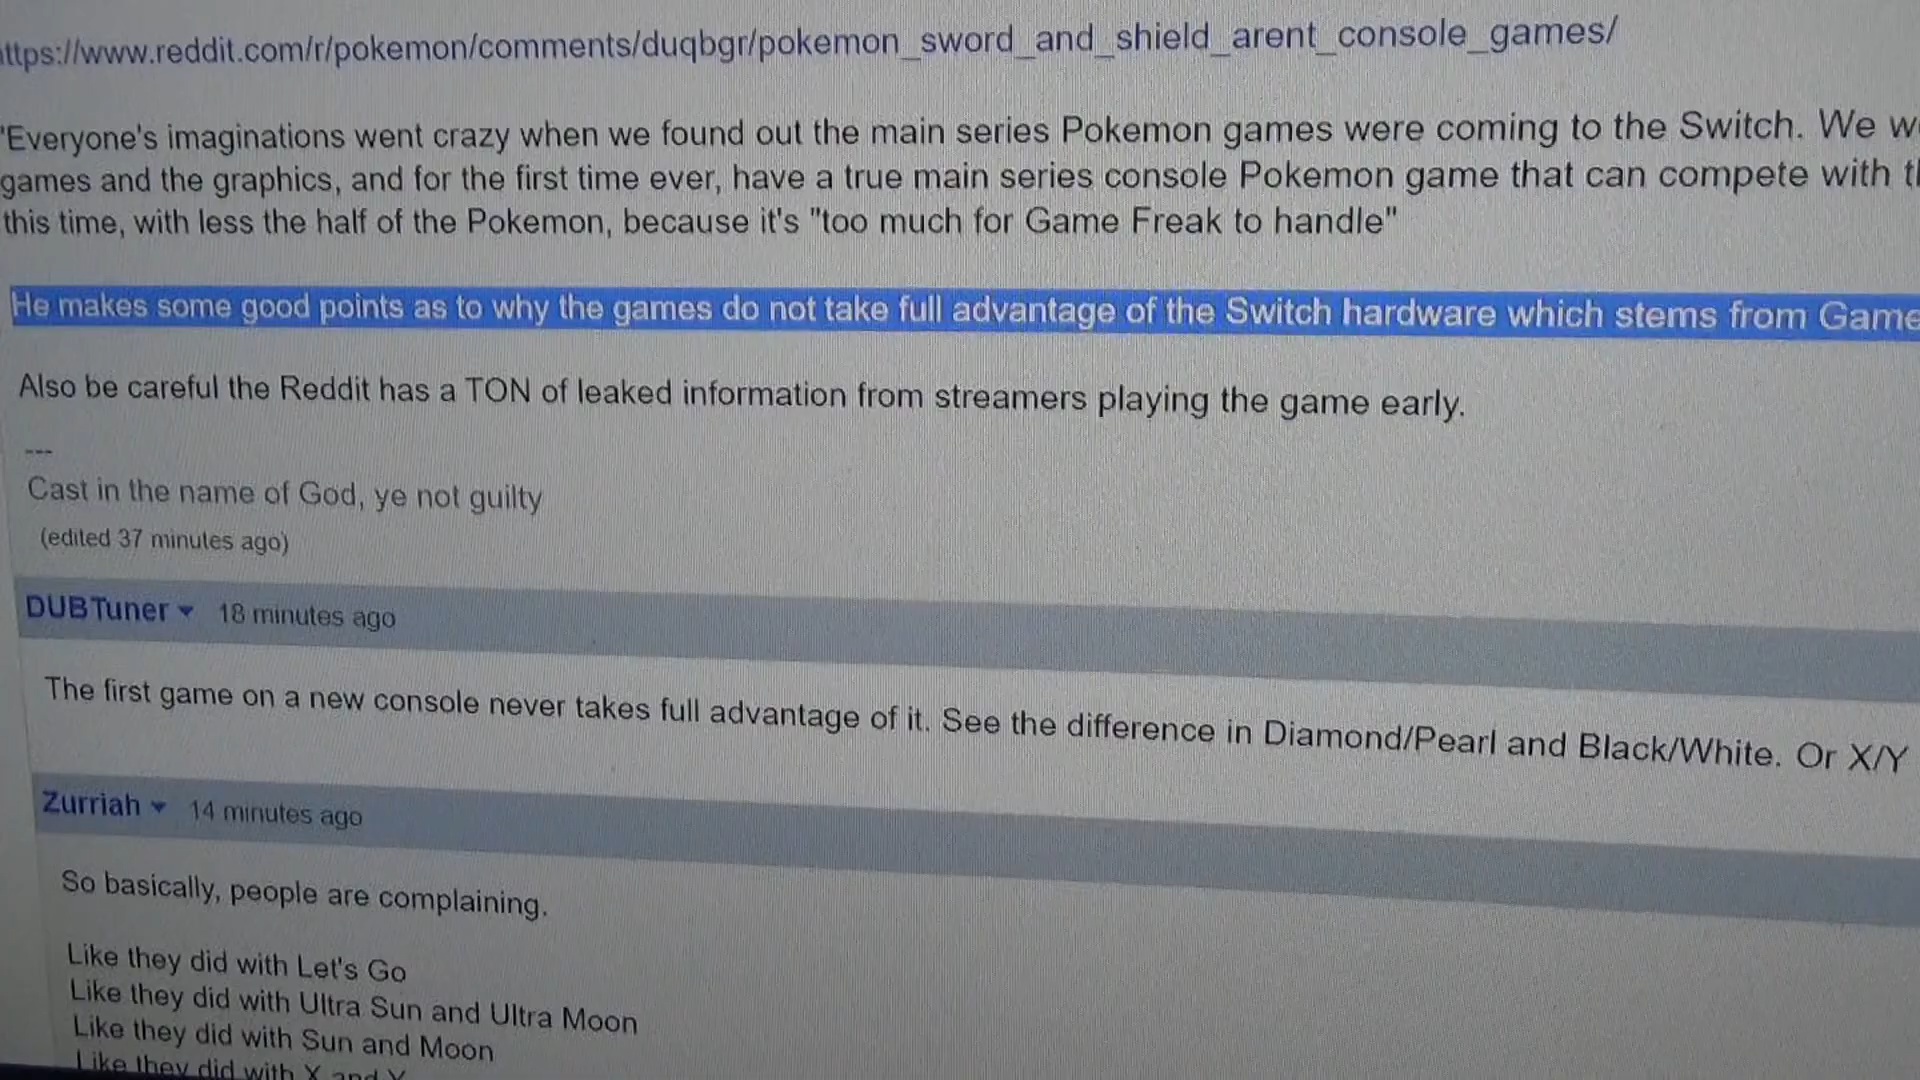 ttps://www.reddit.com/r/pokemon/comments/duqbgr/pokemon_sword_and_shield_arent_console_games/
'Everyone's imaginations went crazy when we found out the main series Pokemon games were coming to the Switch. We
games and the graphics, and for the first time ever, have a true main series console Pokemon game that can compete with
this time, with less the half of the Pokemon, because it's "too much for Game Freak to handle"
He makes some good points as to why the games do not take full advantage of the Switch hardware which stems from Game
Also be careful the Reddit has a TON of leaked information from streamers playing the game early.
---
Cast in the name of God, ye not guilty
(edited 37 minutes ago)
DUBTuner 18 minutes ago
The first game on a new console never takes full advantage of it. See the difference in Diamond/Pearl and Black/White. Or X/Y
Zurriah 14 minutes ago
So basically, people are complaining.
Like they did with Let's Go
Like they did with Ultra Sun and Ultra Moon
Like they did with Sun and Moon
Like they did with X and Y